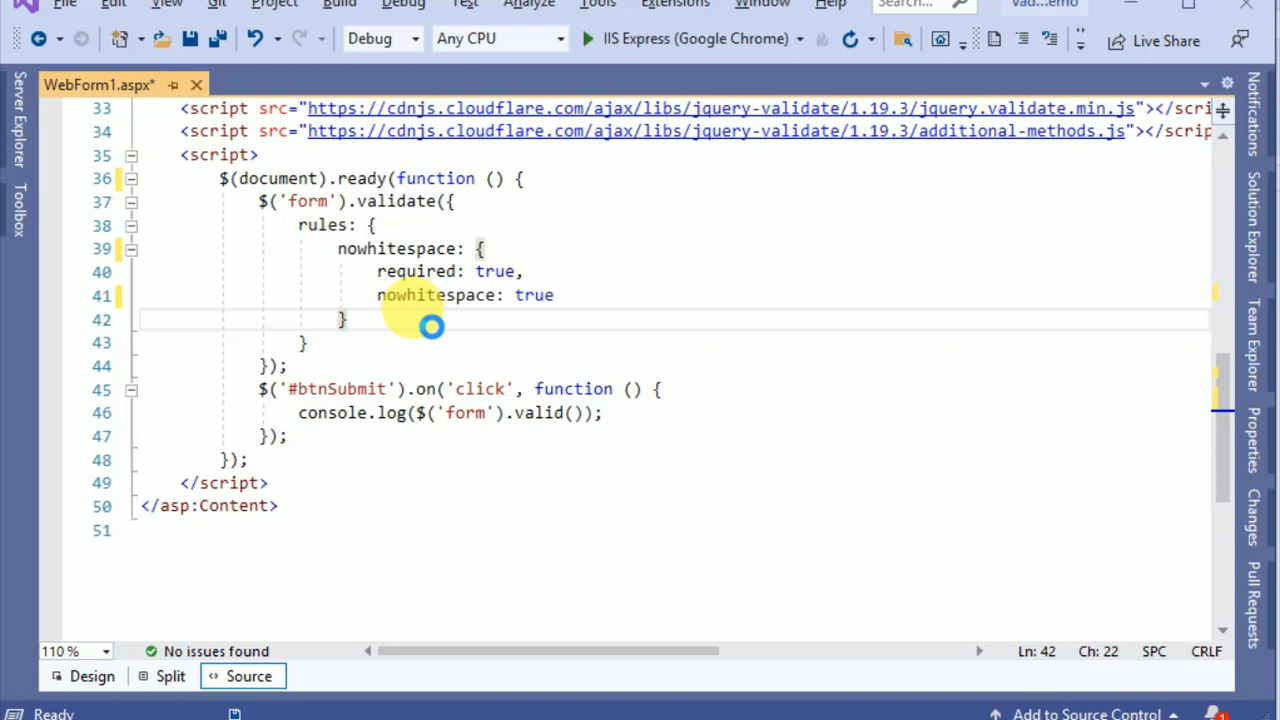 File Edit View Git Project Build Debug Test Analyze Tools Extensions Window Help Search... Vad...emo
Debug Any CPU IIS Express (Google Chrome) Live Share
WebForm1.aspx*
33 <script src="https://cdnjs.cloudflare.com/ajax/libs/jquery-validate/1.19.3/jquery.validate.min.js"></scri
34 <script src="https://cdnjs.cloudflare.com/ajax/libs/jquery-validate/1.19.3/additional-methods.js"></scrip
35 <script>
36 $(document).ready(function () {
37 $('form').validate({
38 rules: {
39 nowhitespace: {
40 required: true,
41 nowhitespace: true
42 }
43 }
44 });
45 $('#btnSubmit').on('click', function () {
46 console.log($('form').valid());
47 });
48 });
49 </script>
50 </asp:Content>
51
110 % No issues found Ln: 42 Ch: 22 SPC CRLF
Design Split Source
Ready Add to Source Control 1
Server Explorer
Toolbox
Notifications
Solution Explorer
Team Explorer
Properties
Changes
Pull Requests